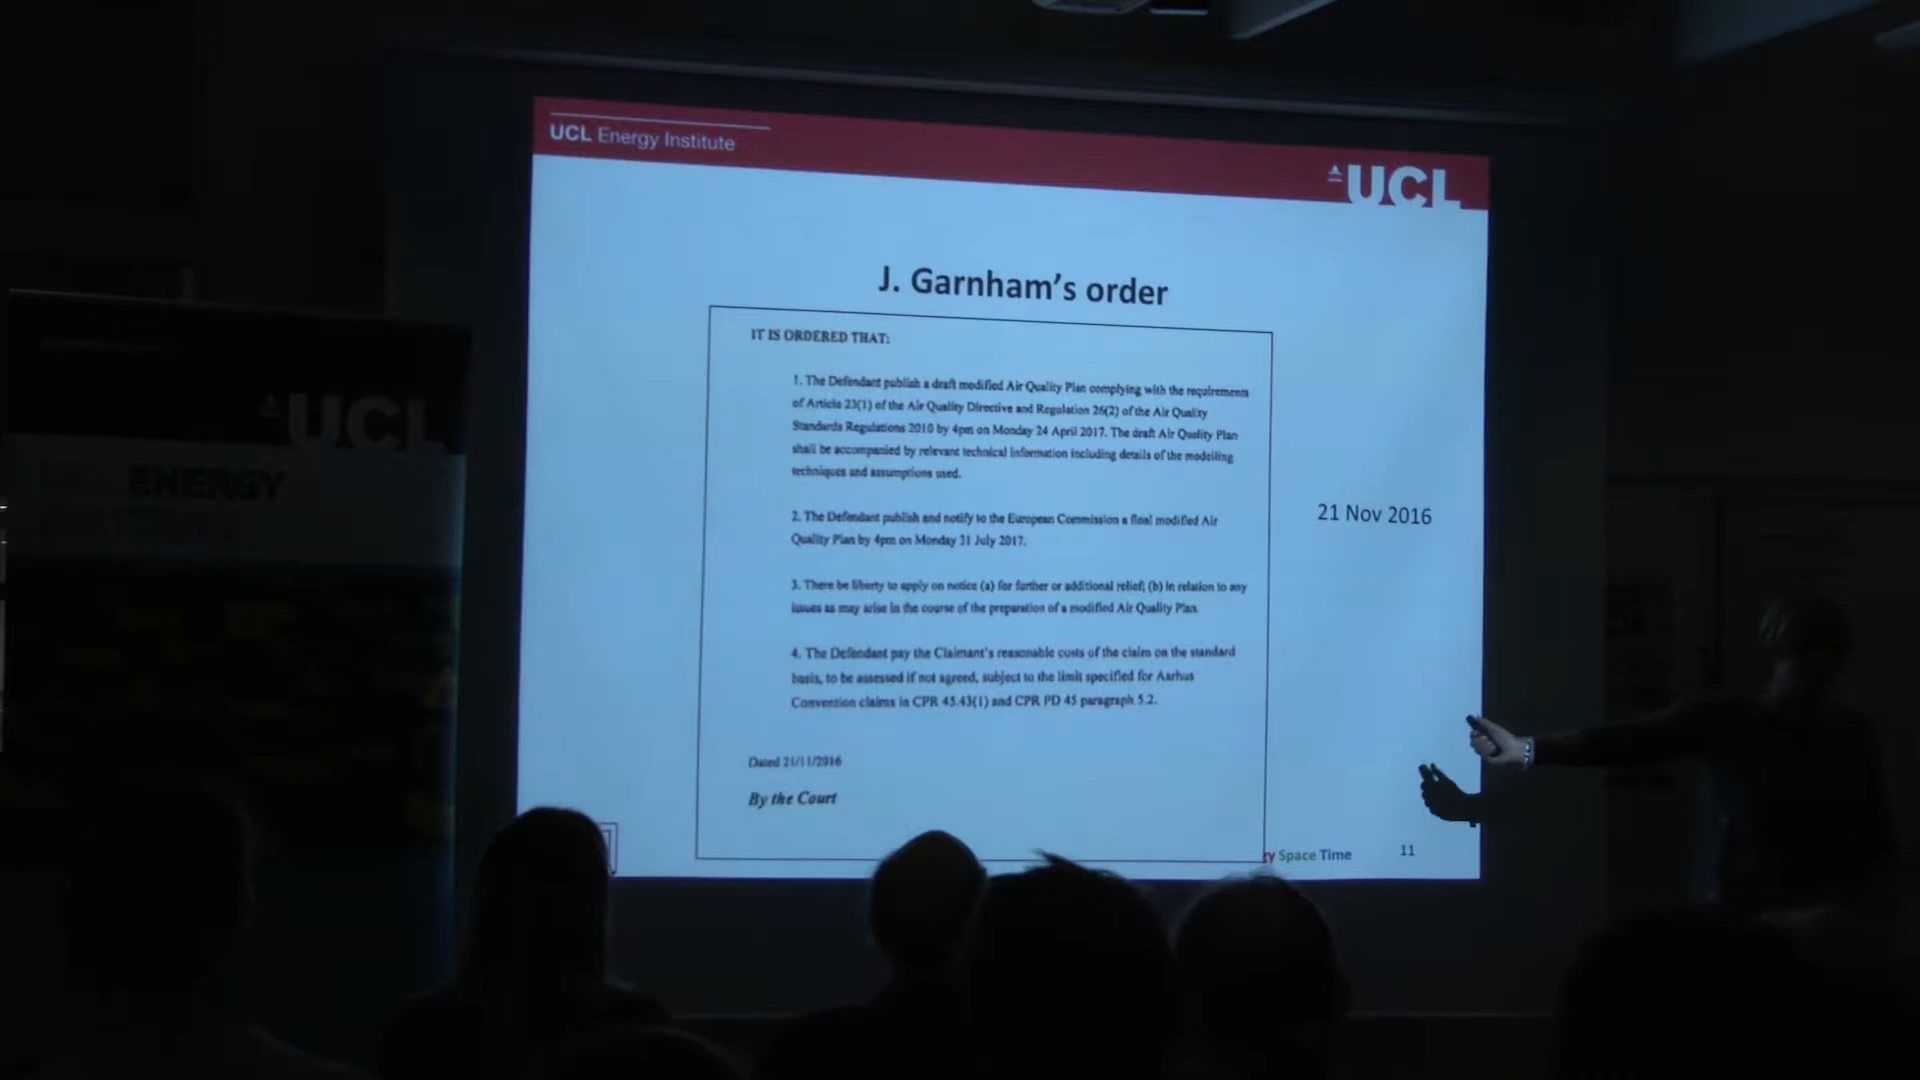 UCL Energy Institute
UCL
J. Garnham's order
IT IS ORDERED THAT:
1. The Defendant publish a draft modified Air Quality Plan complying with the requirements
of Article 23(1) of the Air Quality Directive and Regulation 26(2) of the Air Quality
Standards Regulations 2010 by 4pm on Monday 24 April 2017. The draft Air Quality Plan
shall be accompanied by relevant technical information including details of the modelling
techniques and assumptions used.
2. The Defendant publish and notify to the European Commission a final modified Air
Quality Plan by 4pm on Monday 31 July 2017.
3. There be liberty to apply on notice (a) for further or additional relief; (b) in relation to any
issues as may arise in the course of the preparation of a modified Air Quality Plan.
4. The Defendant pay the Claimant's reasonable costs of the claim on the standard
basis, to be assessed if not agreed, subject to the limit specified for Aarhus
Convention claims in CPR 45.43(1) and CPR PD 45 paragraph 5.2.
Dated 21/11/2016
By the Court
21 Nov 2016
Space Time
11
UCL
ENERGY